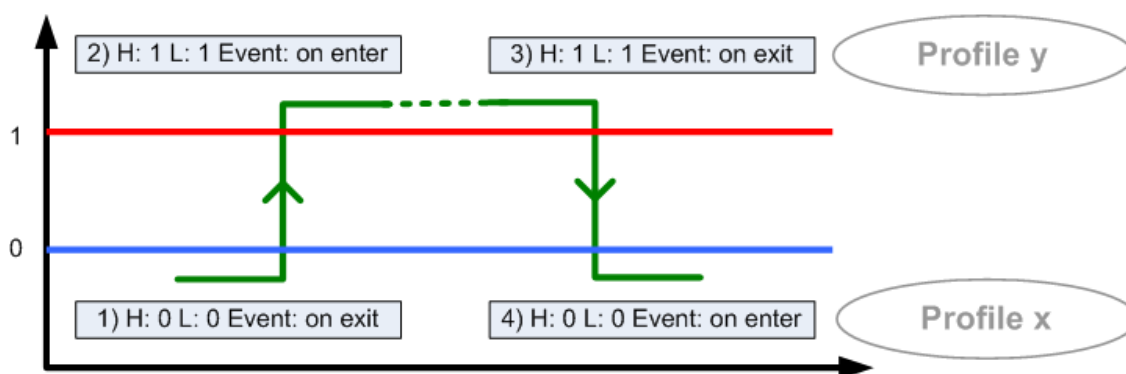 2) H: 1 L: 1 Event: on enter
3) H: 1 L: 1 Event: on exit
Profile y
1
0
1) H: 0 L: 0 Event: on exit
4) H: 0 L: 0 Event: on enter
Profile x